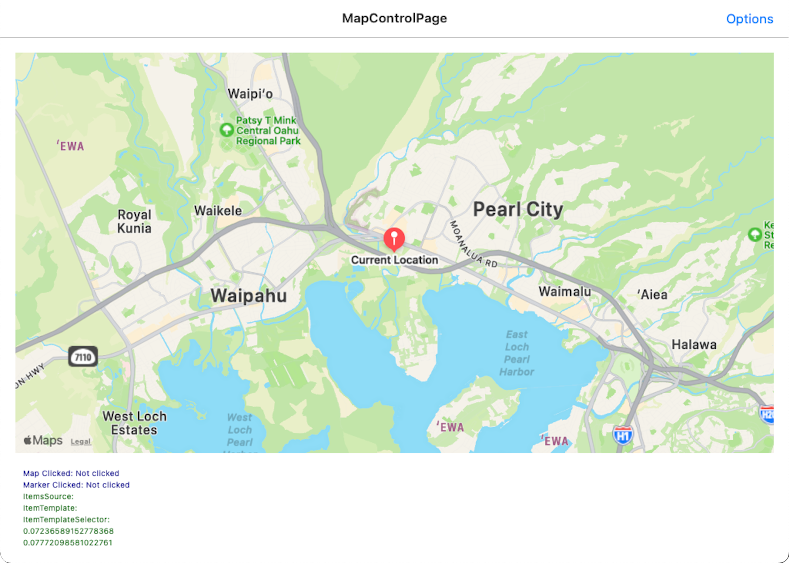 MapControlPage
Options
Waipiʻo
Patsy T Mink
Central Oahu
Regional Park
ʻEWA
Royal
Kunia
Waikele
Pearl City
MOANALUA RD
Current Location
Waipahu
Waimalu
ʻAiea
East
Loch
Pearl
Harbor
Halawa
7110
West Loch
Estates
West
Loch
Pearl
ʻEWA
ʻEWA
H1
Maps
Legal
Map Clicked: Not clicked
Marker Clicked: Not clicked
ItemsSource:
ItemTemplate:
ItemTemplateSelector:
0.07236589152778368
0.07772098581022761